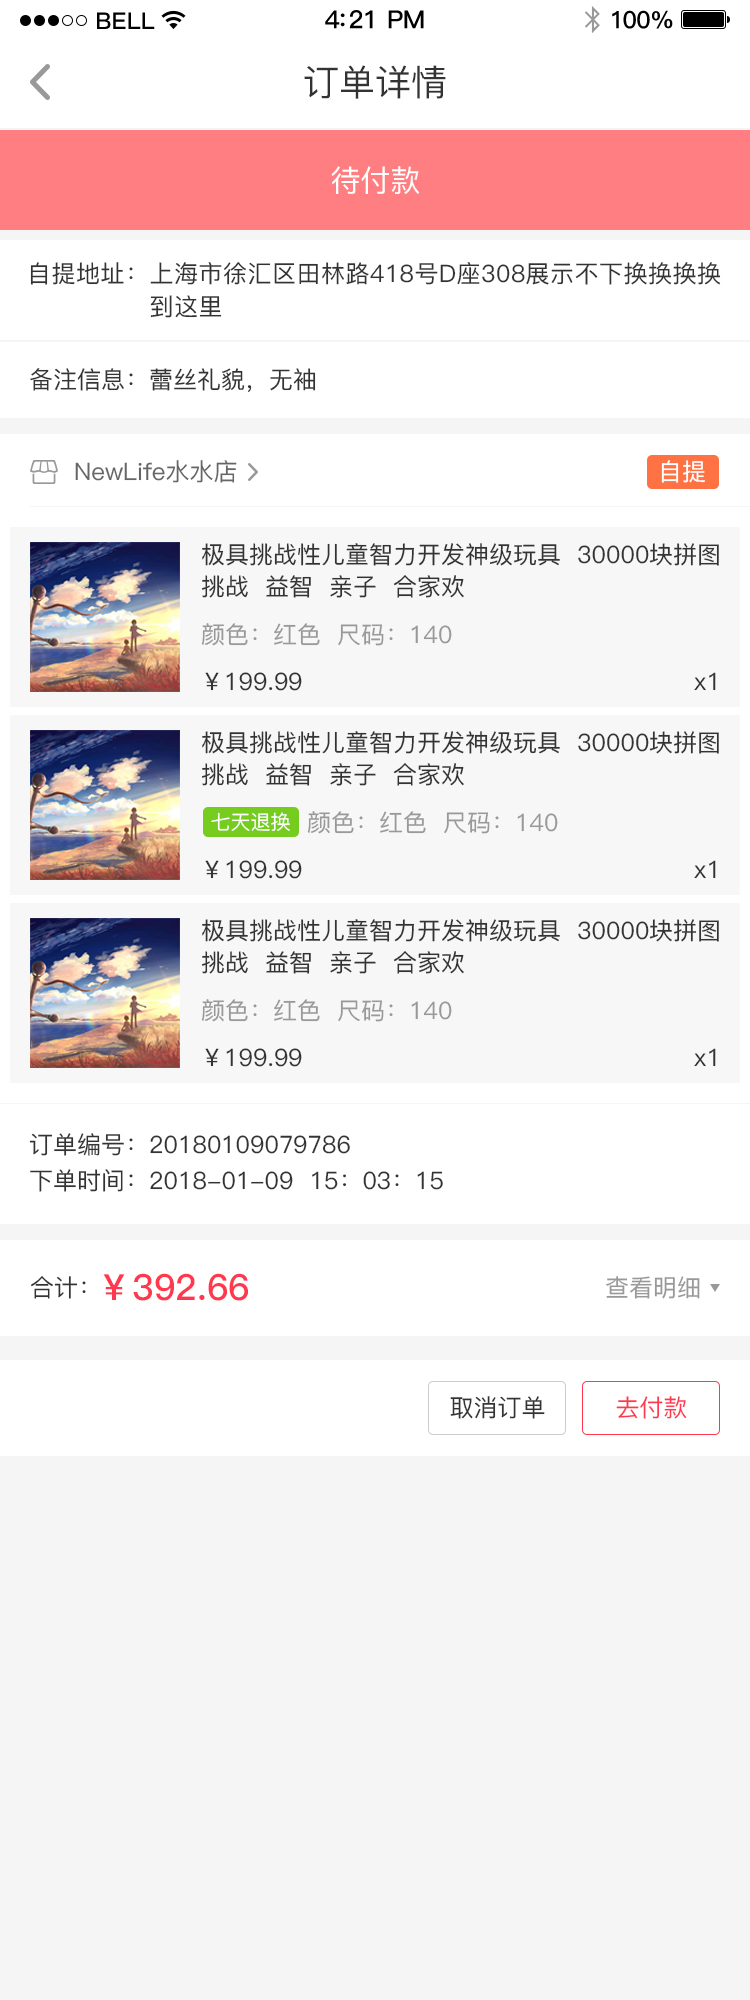 BELL 4:21 PM 100%
订单详情
待付款
自提地址：上海市徐汇区田林路418号D座308展示不下换换换换
到这里
备注信息：蕾丝礼貌，无袖
NewLife水水店 自提
极具挑战性儿童智力开发神级玩具 30000块拼图
挑战 益智 亲子 合家欢
颜色：红色 尺码：140
¥199.99 x1
极具挑战性儿童智力开发神级玩具 30000块拼图
挑战 益智 亲子 合家欢
七天退换 颜色：红色 尺码：140
¥199.99 x1
极具挑战性儿童智力开发神级玩具 30000块拼图
挑战 益智 亲子 合家欢
颜色：红色 尺码：140
¥199.99 x1
订单编号：20180109079786
下单时间：2018-01-09 15：03：15
合计：¥392.66 查看明细
取消订单 去付款